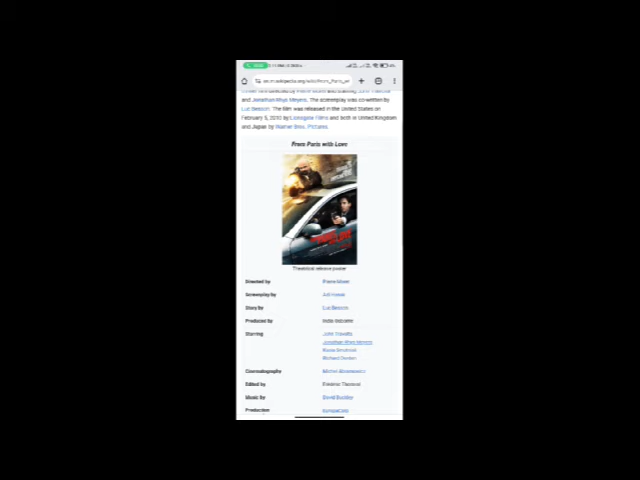 and Jonathan Rhys Meyers. The screenplay was co-written by
Luc Besson. The film was released in the United States on
February 5, 2010 by Lionsgate Films and both in United Kingdom
and Japan by Warner Bros. Pictures.
From Paris with Love
Theatrical release poster
Directed by Pierre Morel
Screenplay by Adi Hasak
Story by Luc Besson
Produced by India Osborne
Starring John Travolta
Jonathan Rhys Meyers
Kasia Smutniak
Richard Durden
Cinematography Michel Abramowicz
Edited by Frédéric Thoraval
Music by David Buckley
Production EuropaCorp